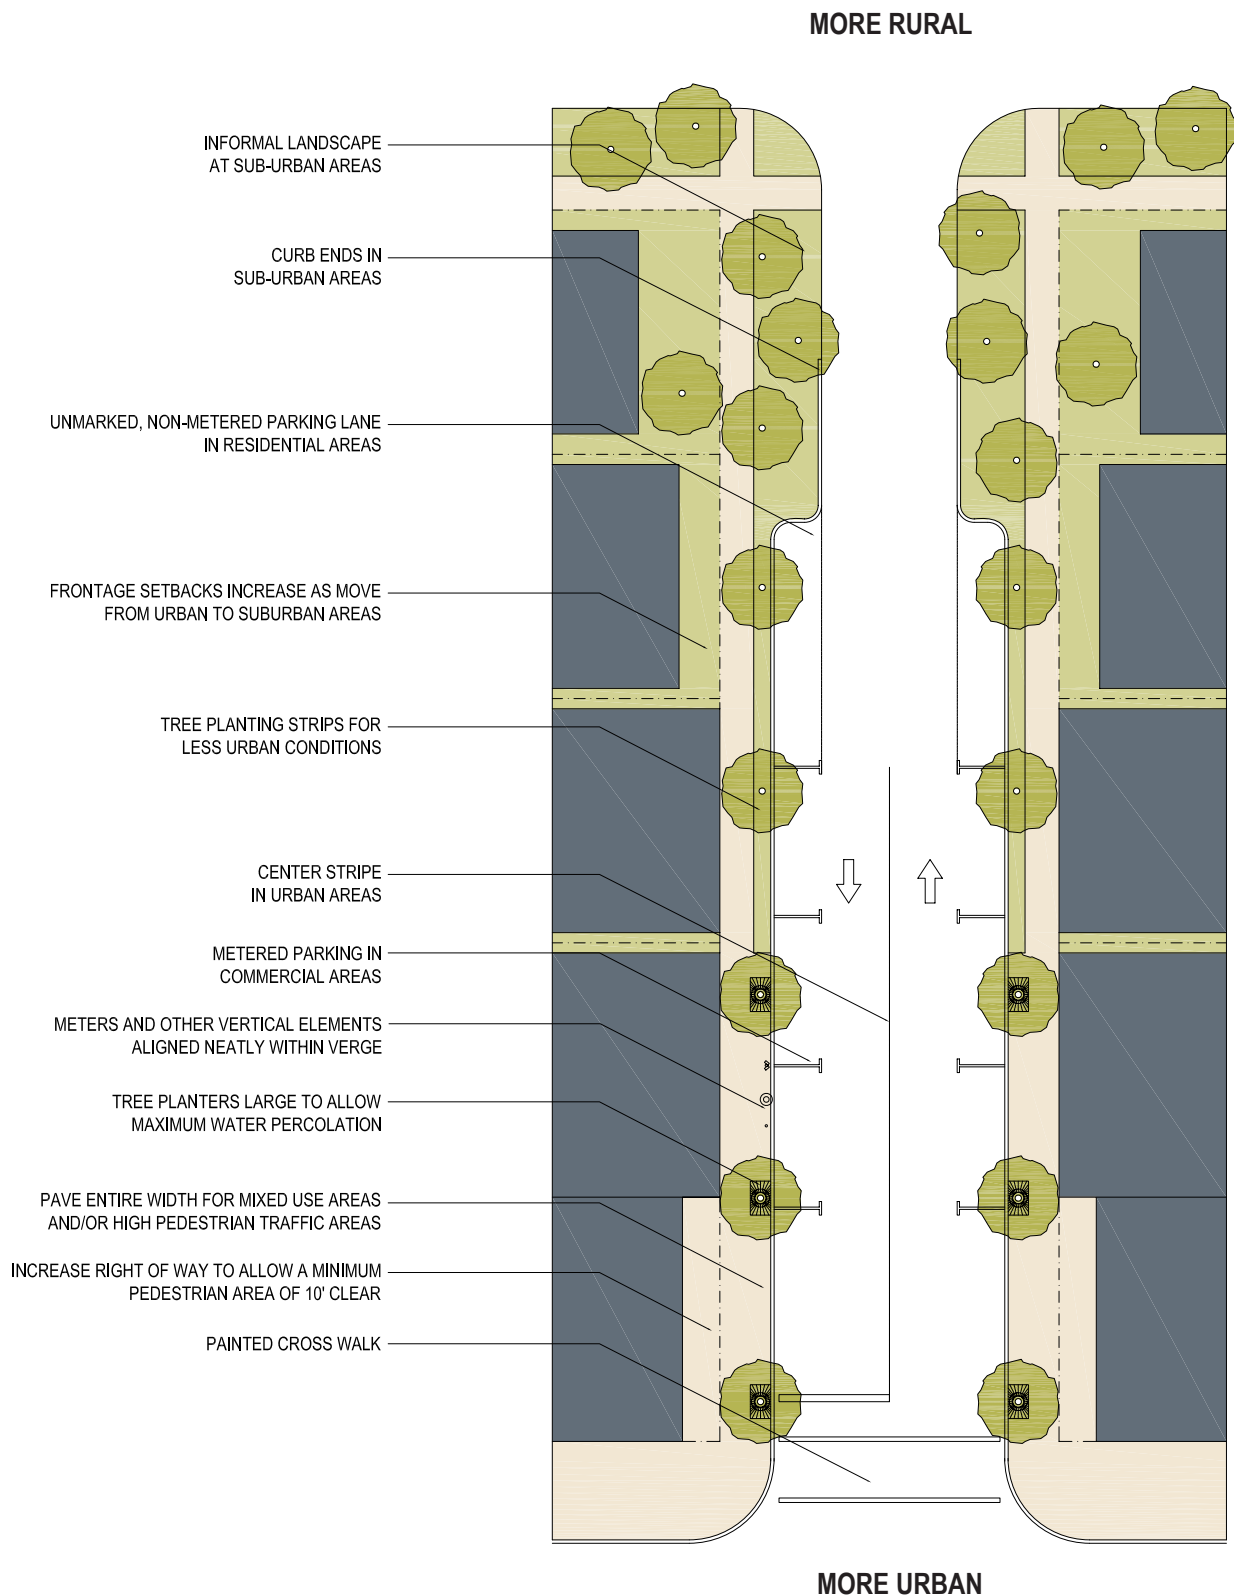 MORE RURAL
INFORMAL LANDSCAPE
AT SUB-URBAN AREAS
CURB ENDS IN
SUB-URBAN AREAS
UNMARKED, NON-METERED PARKING LANE
IN RESIDENTIAL AREAS
FRONTAGE SETBACKS INCREASE AS MOVE
FROM URBAN TO SUBURBAN AREAS
TREE PLANTING STRIPS FOR
LESS URBAN CONDITIONS
CENTER STRIPE
IN URBAN AREAS
METERED PARKING IN
COMMERCIAL AREAS
METERS AND OTHER VERTICAL ELEMENTS
ALIGNED NEATLY WITHIN VERGE
TREE PLANTERS LARGE TO ALLOW
MAXIMUM WATER PERCOLATION
PAVE ENTIRE WIDTH FOR MIXED USE AREAS
AND/OR HIGH PEDESTRIAN TRAFFIC AREAS
INCREASE RIGHT OF WAY TO ALLOW A MINIMUM
PEDESTRIAN AREA OF 10' CLEAR
PAINTED CROSS WALK
MORE URBAN